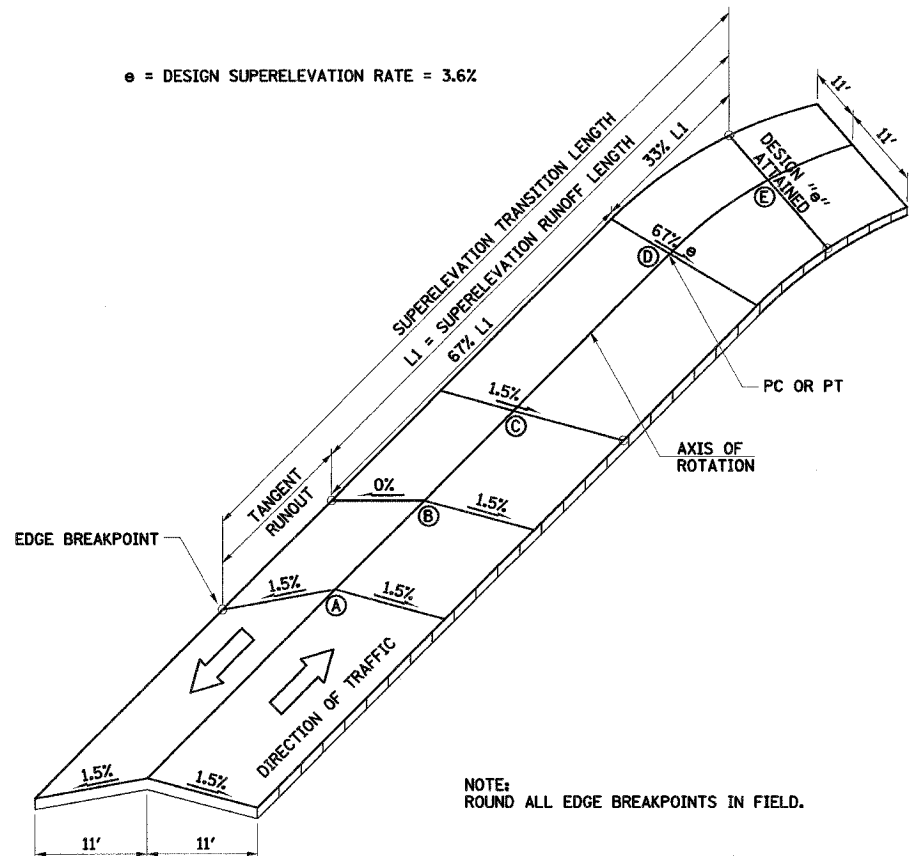 e = DESIGN SUPERELEVATION RATE = 3.6%
SUPERELEVATION TRANSITION LENGTH
L1 = SUPERELEVATION RUNOFF LENGTH
67% L1
33% L1
11'
11'
DESIGN "e"
ATTAINED
E
67% e
D
PC OR PT
1.5%
C
AXIS OF
ROTATION
TANGENT
RUNOUT
0%
B
1.5%
EDGE BREAKPOINT
1.5%
1.5%
A
DIRECTION OF TRAFFIC
1.5%
1.5%
NOTE:
ROUND ALL EDGE BREAKPOINTS IN FIELD.
11'
11'